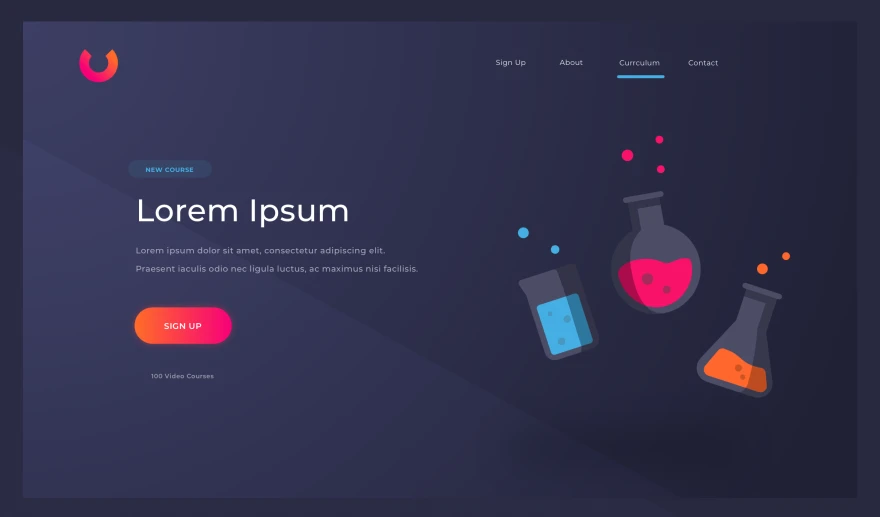 Sign Up
About
Currculum
Contact
NEW COURSE
Lorem Ipsum
Lorem ipsum dolor sit amet, consectetur adipiscing elit.
Praesent iaculis odio nec ligula luctus, ac maximus nisi facilisis.
SIGN UP
100 Video Courses